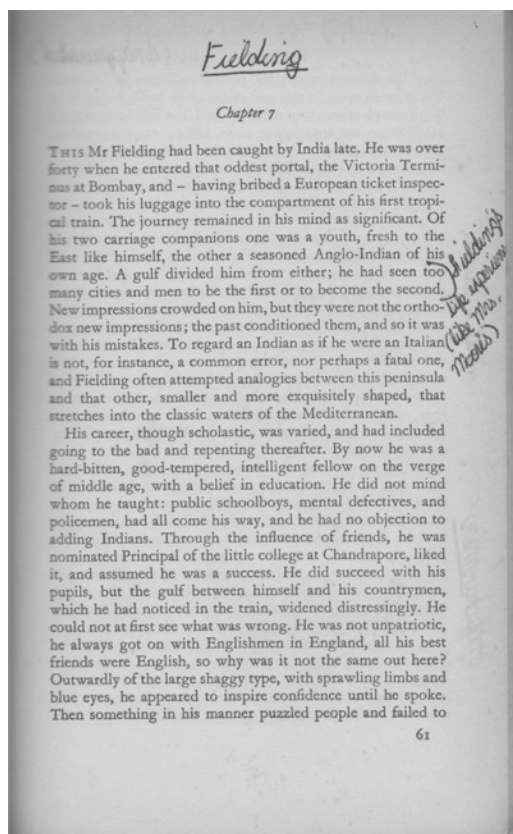 Fielding
Chapter 7
THIS Mr Fielding had been caught by India late. He was over
forty when he entered that oddest portal, the Victoria Termi-
nus at Bombay, and – having bribed a European ticket inspec-
tor – took his luggage into the compartment of his first tropi-
cal train. The journey remained in his mind as significant. Of
his two carriage companions one was a youth, fresh to the
East like himself, the other a seasoned Anglo-Indian of his
own age. A gulf divided him from either; he had seen too
many cities and men to be the first or to become the second.
New impressions crowded on him, but they were not the ortho-
dox new impressions; the past conditioned them, and so it was
with his mistakes. To regard an Indian as if he were an Italian
is not, for instance, a common error, nor perhaps a fatal one,
and Fielding often attempted analogies between this peninsula
and that other, smaller and more exquisitely shaped, that
stretches into the classic waters of the Mediterranean.
His career, though scholastic, was varied, and had included
going to the bad and repenting thereafter. By now he was a
hard-bitten, good-tempered, intelligent fellow on the verge
of middle age, with a belief in education. He did not mind
whom he taught: public schoolboys, mental defectives, and
policemen, had all come his way, and he had no objection to
adding Indians. Through the influence of friends, he was
nominated Principal of the little college at Chandrapore, liked
it, and assumed he was a success. He did succeed with his
pupils, but the gulf between himself and his countrymen,
which he had noticed in the train, widened distressingly. He
could not at first see what was wrong. He was not unpatriotic,
he always got on with Englishmen in England, all his best
friends were English, so why was it not the same out here?
Outwardly of the large shaggy type, with sprawling limbs and
blue eyes, he appeared to inspire confidence until he spoke.
Then something in his manner puzzled people and failed to
61
Fielding's
life experience
(like Mrs.